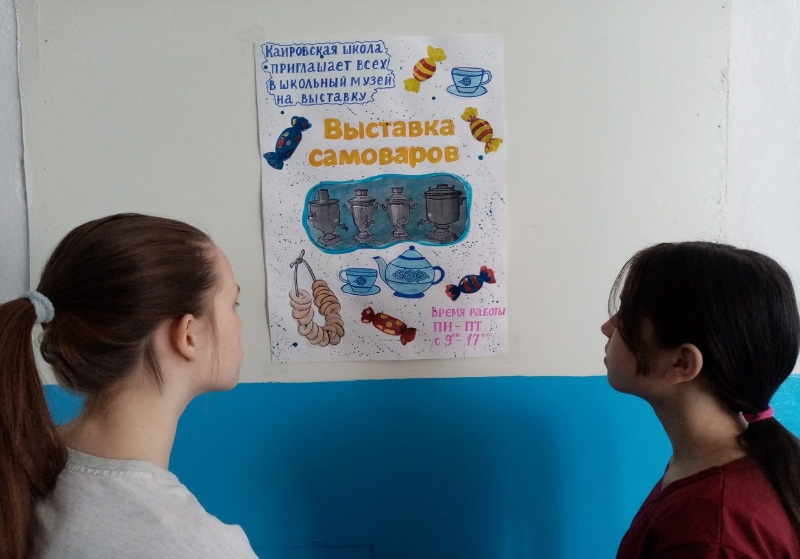 Каировская школа
приглашает всех
в школьный музей
на выставку
Выставка
самоваров
Время работы
ПН - ПТ
с 9⁰⁰ - 17⁰⁰